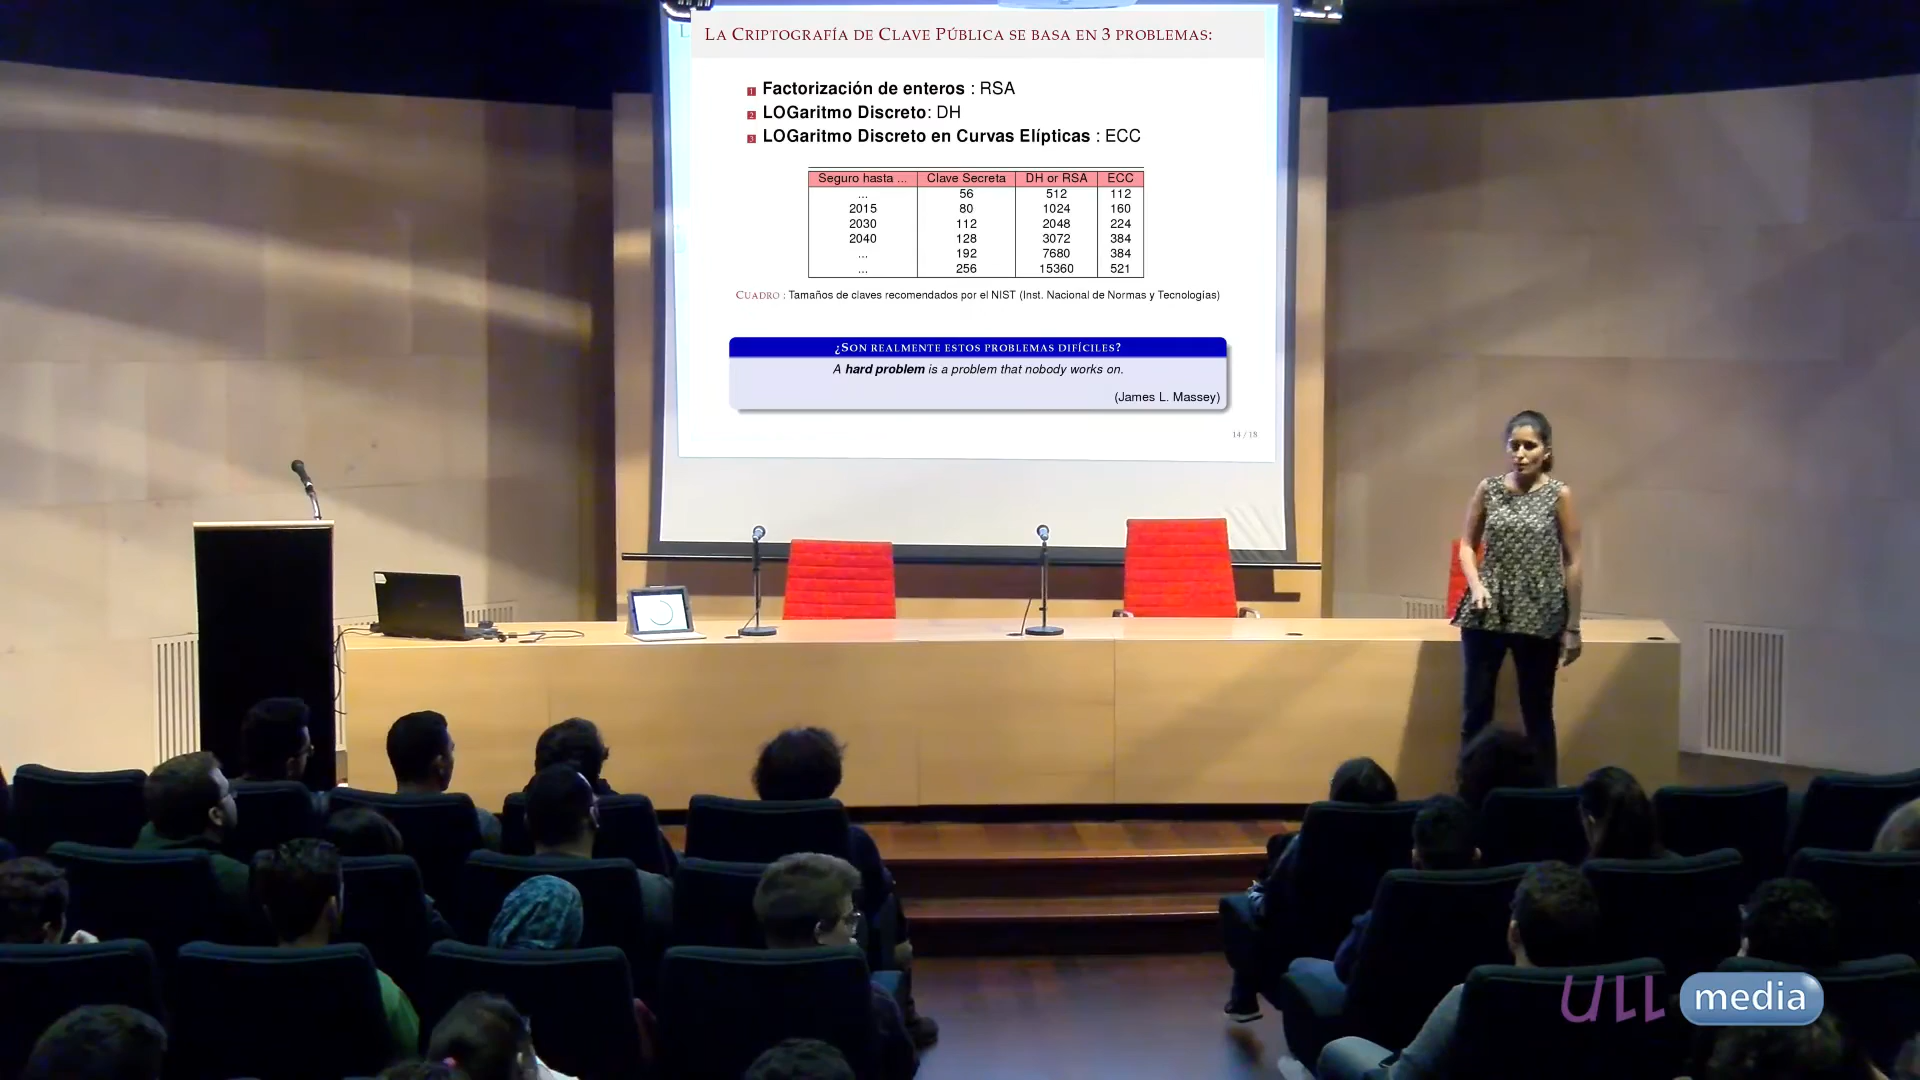 LA CRIPTOGRAFÍA DE CLAVE PÚBLICA SE BASA EN 3 PROBLEMAS:
1 Factorización de enteros : RSA
2 LOGaritmo Discreto: DH
3 LOGaritmo Discreto en Curvas Elípticas : ECC
Seguro hasta ... Clave Secreta DH or RSA ECC
... 56 512 112
2015 80 1024 160
2030 112 2048 224
2040 128 3072 384
... 192 7680 384
... 256 15360 521
CUADRO : Tamaños de claves recomendados por el NIST (Inst. Nacional de Normas y Tecnologías)
¿SON REALMENTE ESTOS PROBLEMAS DIFÍCILES?
A hard problem is a problem that nobody works on.
(James L. Massey)
14 / 18
ULL media